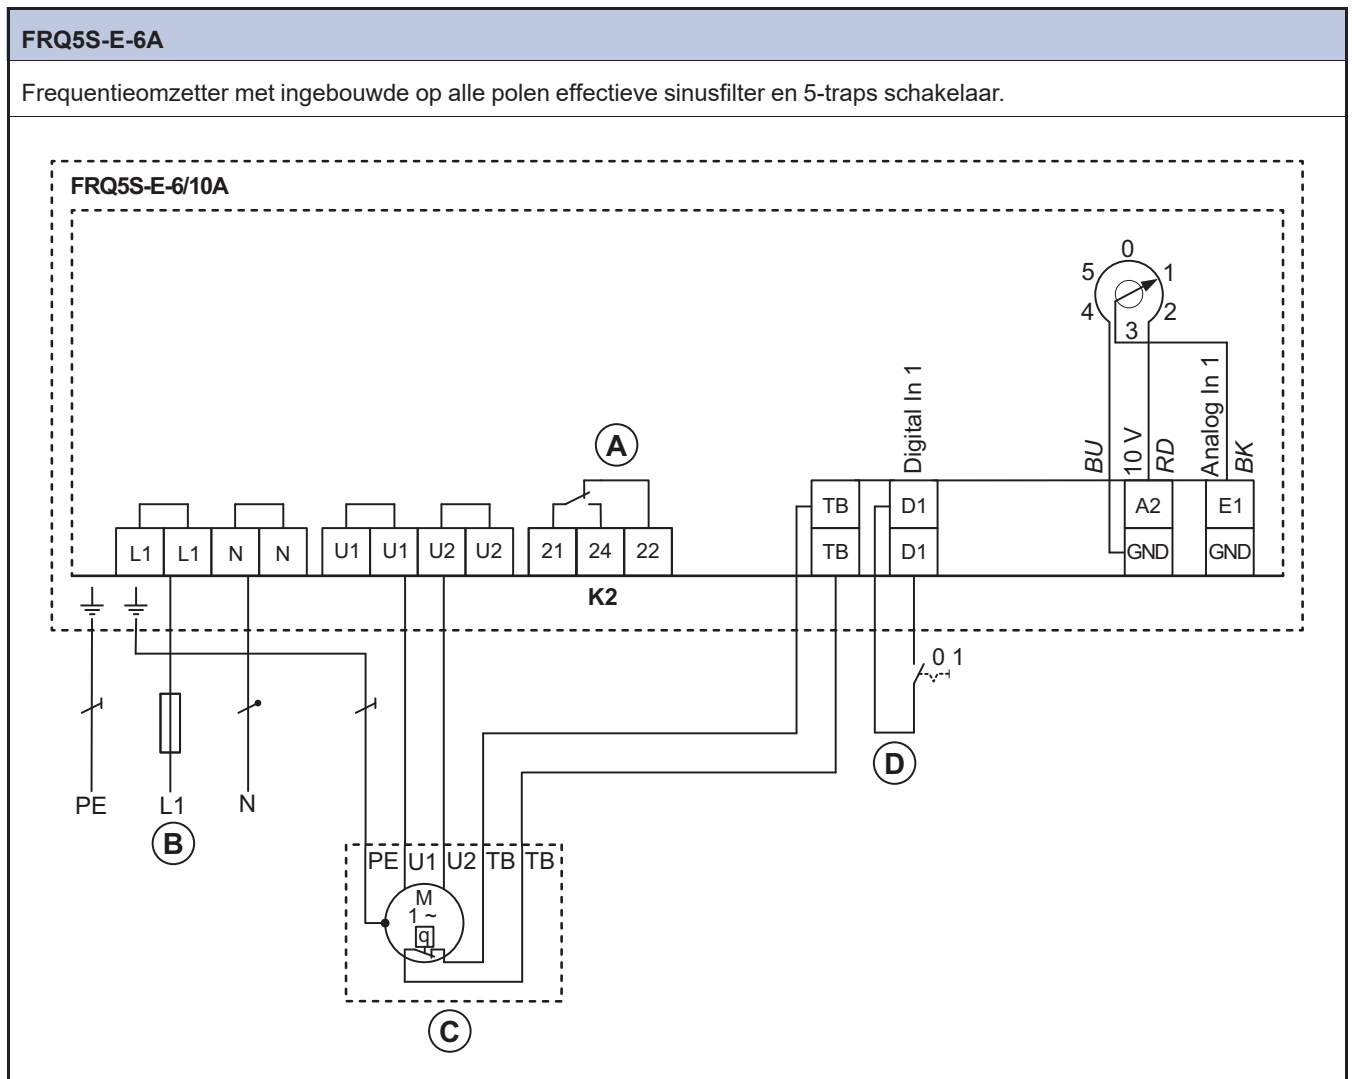 FRQ5S-E-6A
Frequentieomzetter met ingebouwde op alle polen effectieve sinusfilter en 5-traps schakelaar.
FRQ5S-E-6/10A
0
5 1
4 2
3
Digital In 1
BU
10 V
RD
Analog In 1
BK
A
TB D1 A2 E1
L1 L1 N N U1 U1 U2 U2 21 24 22 TB D1 GND GND
K2
0 1
D
PE L1 N
B
PE U1 U2 TB TB
M
1 ~
q
C